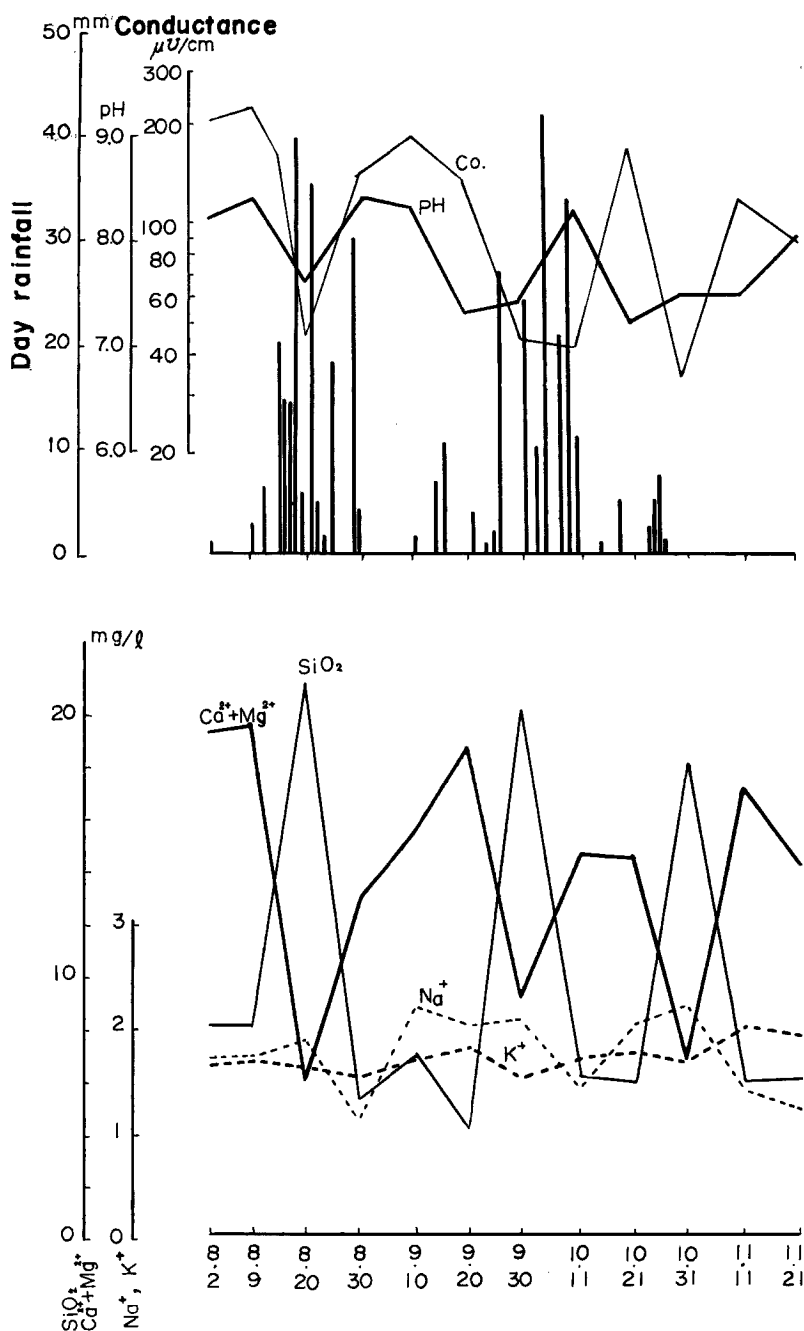 50 mm Conductance
μ℧/cm
300
pH
40 9.0 200
Co.
PH
Day rainfall
30 8.0 100
80
60
20 7.0 40
10 6.0 20
0
mg/ℓ
SiO₂
Ca²⁺+Mg²⁺
20
3
10
Na⁺
2
K⁺
1
0 0
8 8 8 8 9 9 9 10 10 10 11 11
2 9 20 30 10 20 30 11 21 31 11 21
SiO₂
Ca²⁺+Mg²⁺
Na⁺, K⁺